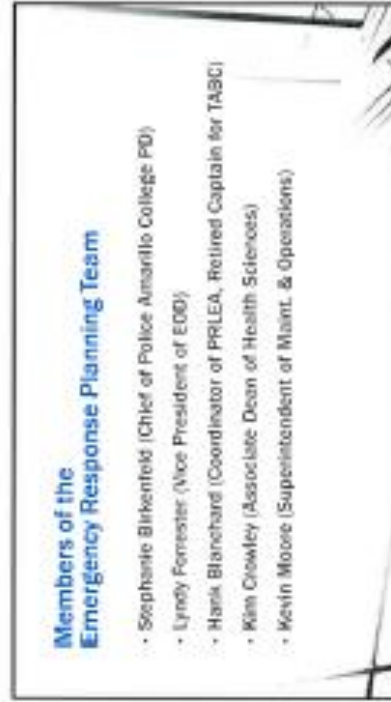 Members of the
Emergency Response Planning Team
• Stephanie Birkenfeld (Chief of Police Amarillo College PD)
• Lyndy Forrester (Vice President of EOD)
• Hank Blanchard (Coordinator of PRLEA, Retired Captain for TABC)
• Kim Crowley (Associate Dean of Health Sciences)
• Kevin Moore (Superintendent of Maint. & Operations)